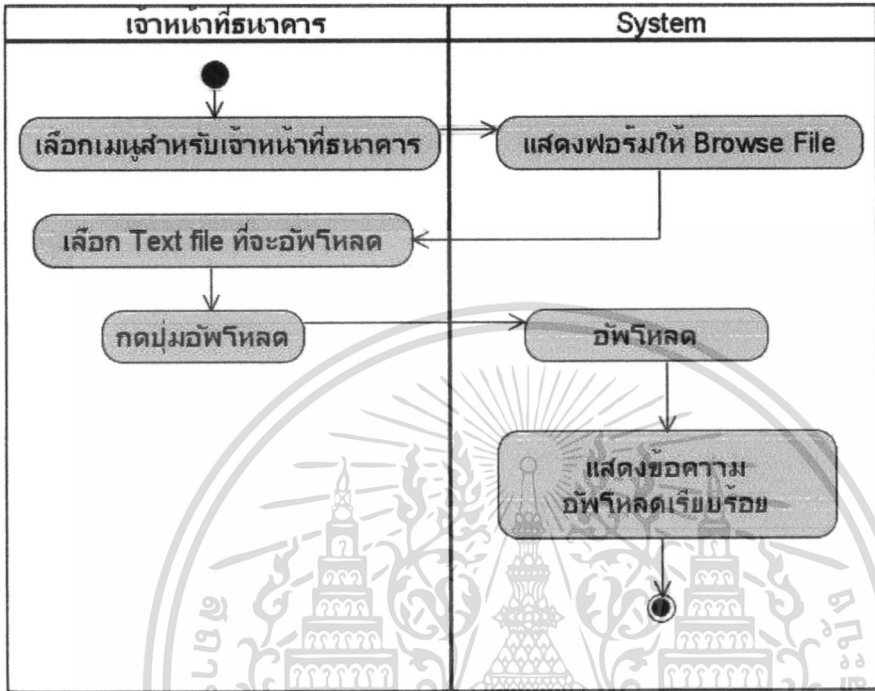 เจ้าหน้าที่ธนาคาร
System
เลือกเมนูสำหรับเจ้าหน้าที่ธนาคาร
แสดงฟอร์มให้ Browse File
เลือก Text file ที่จะอัพโหลด
กดปุ่มอัพโหลด
อัพโหลด
แสดงข้อความ
อัพโหลดเรียบร้อย